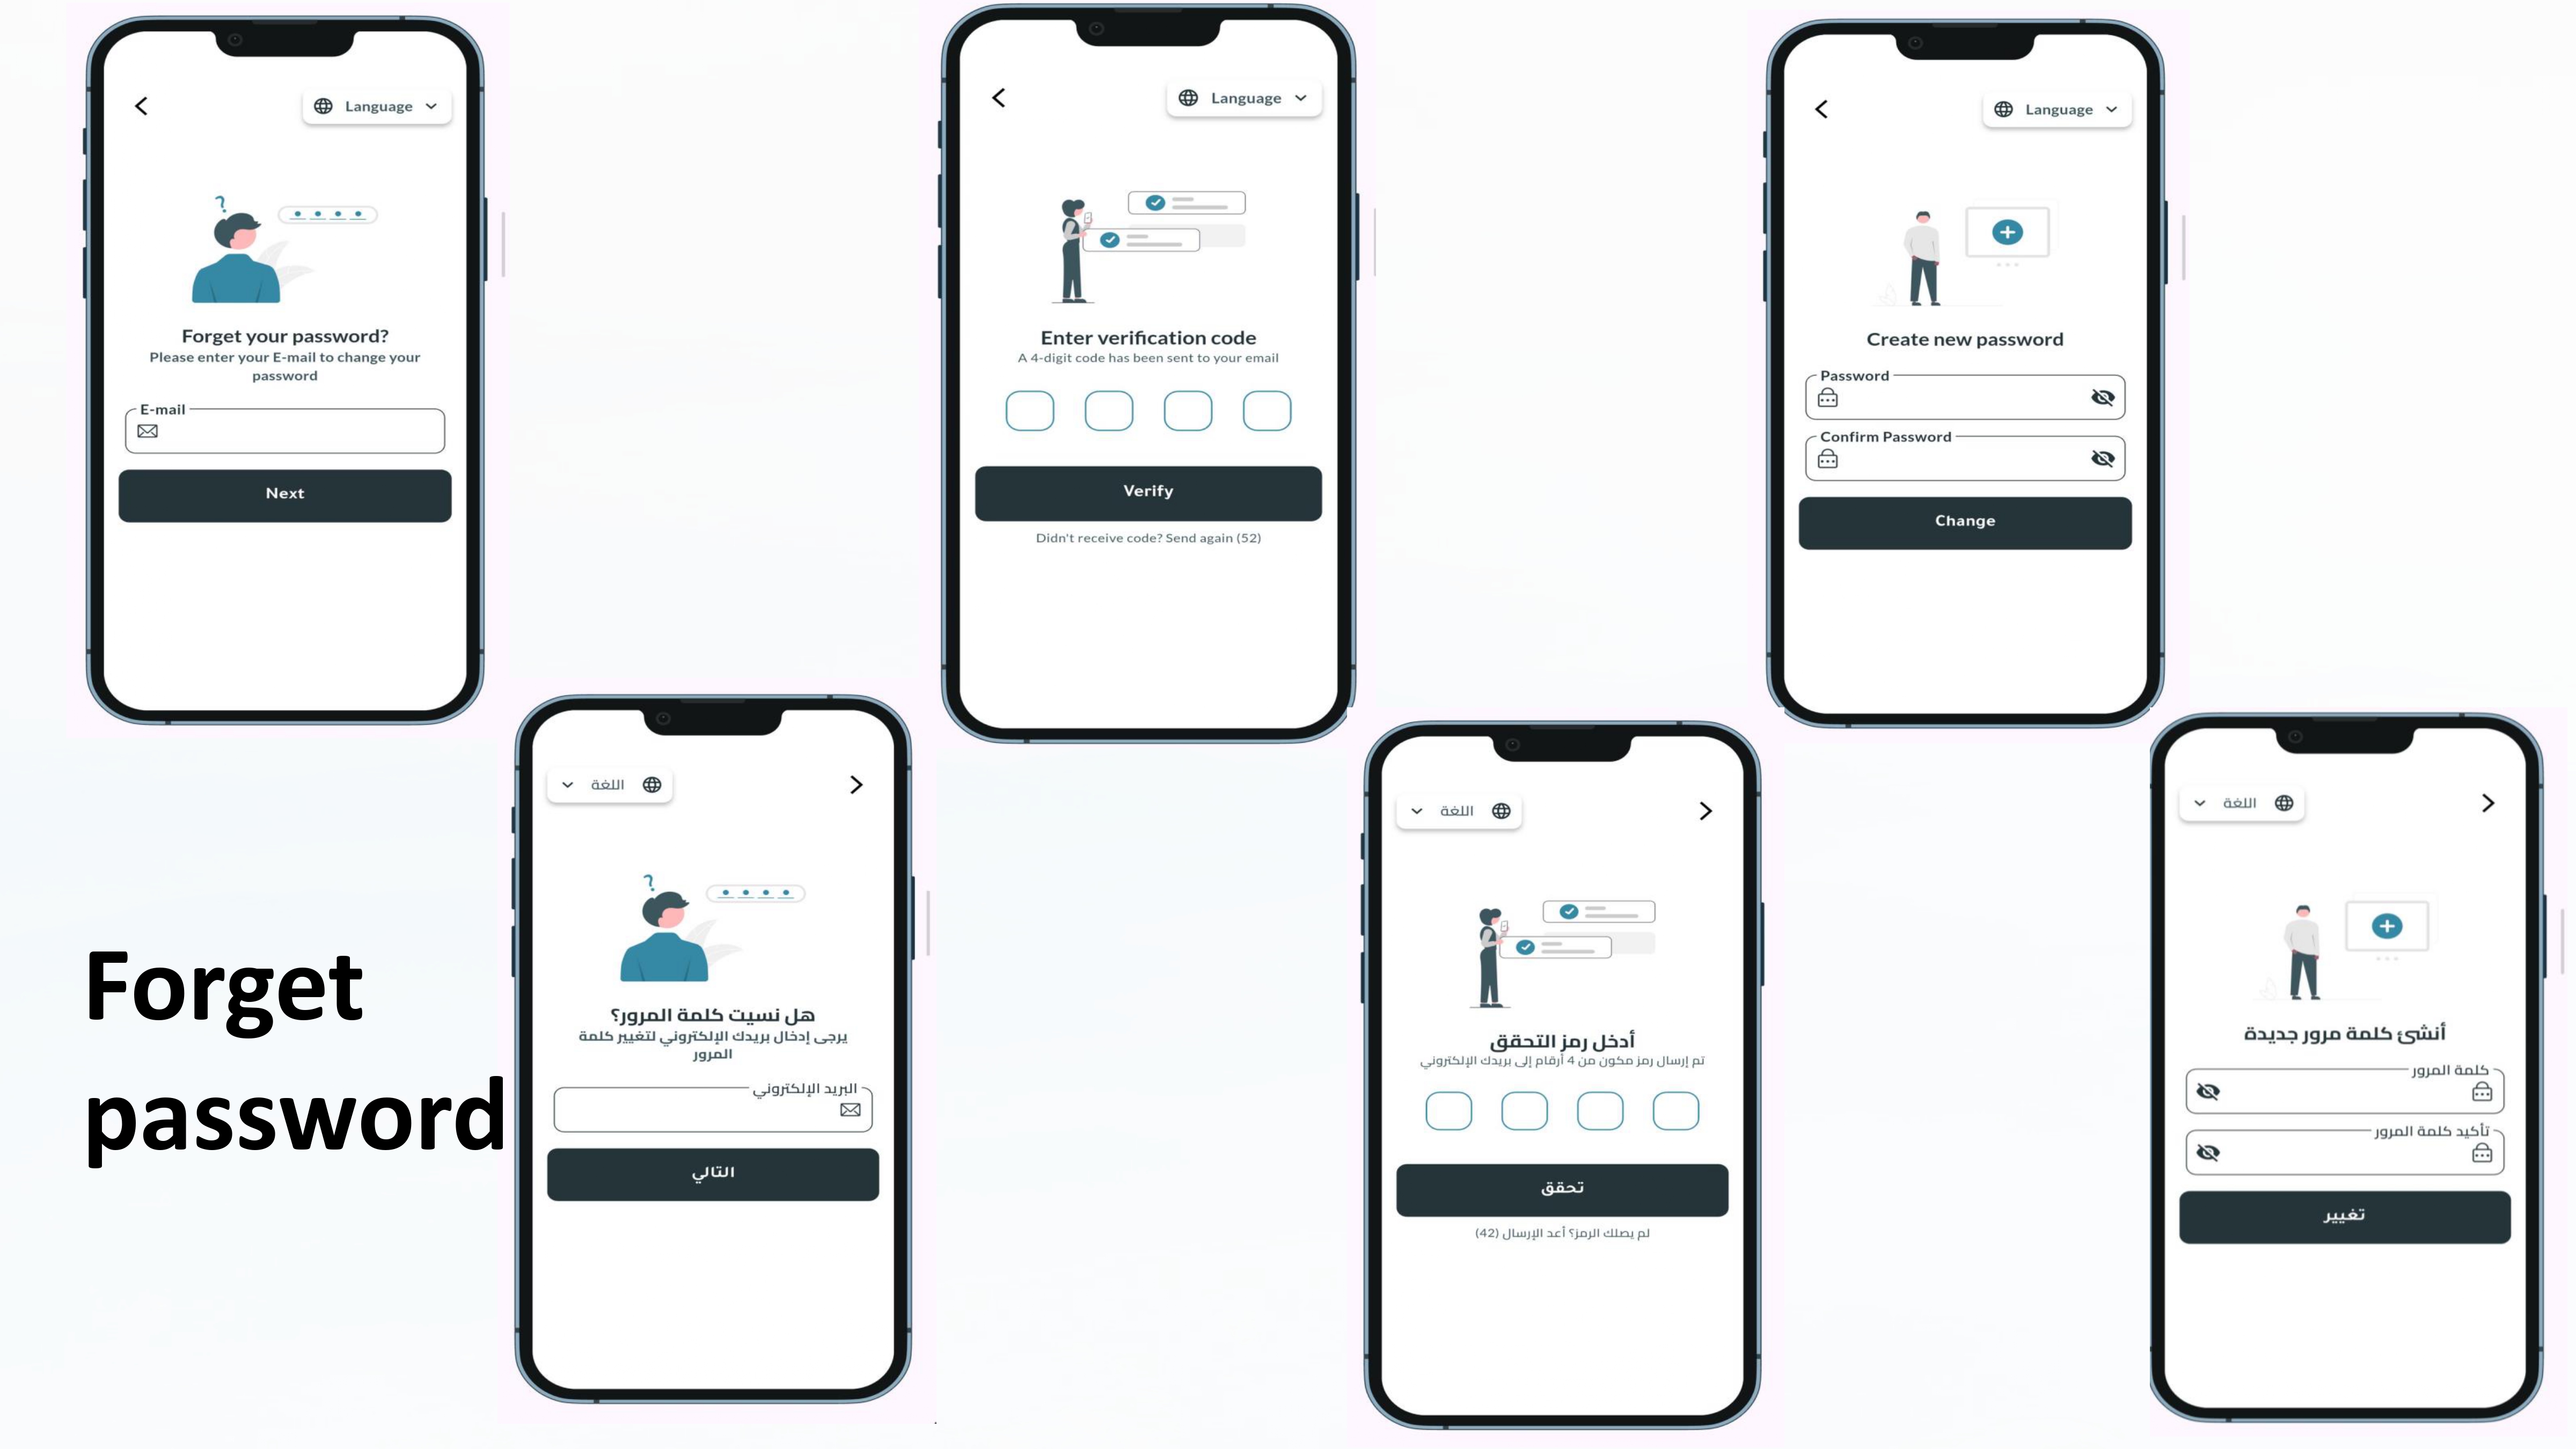 Language
Forget your password?
Please enter your E-mail to change your
password
E-mail
Next
Language
Enter verification code
A 4-digit code has been sent to your email
Verify
Didn't receive code? Send again (52)
Language
Create new password
Password
Confirm Password
Change
Forget
password
اللغة
هل نسيت كلمة المرور؟
يرجى إدخال بريدك الإلكتروني لتغيير كلمة
المرور
البريد الإلكتروني
التالي
اللغة
أدخل رمز التحقق
تم إرسال رمز مكون من 4 أرقام إلى بريدك الإلكتروني
تحقق
لم يصلك الرمز؟ أعد الإرسال (42)
اللغة
أنشئ كلمة مرور جديدة
كلمة المرور
تأكيد كلمة المرور
تغيير